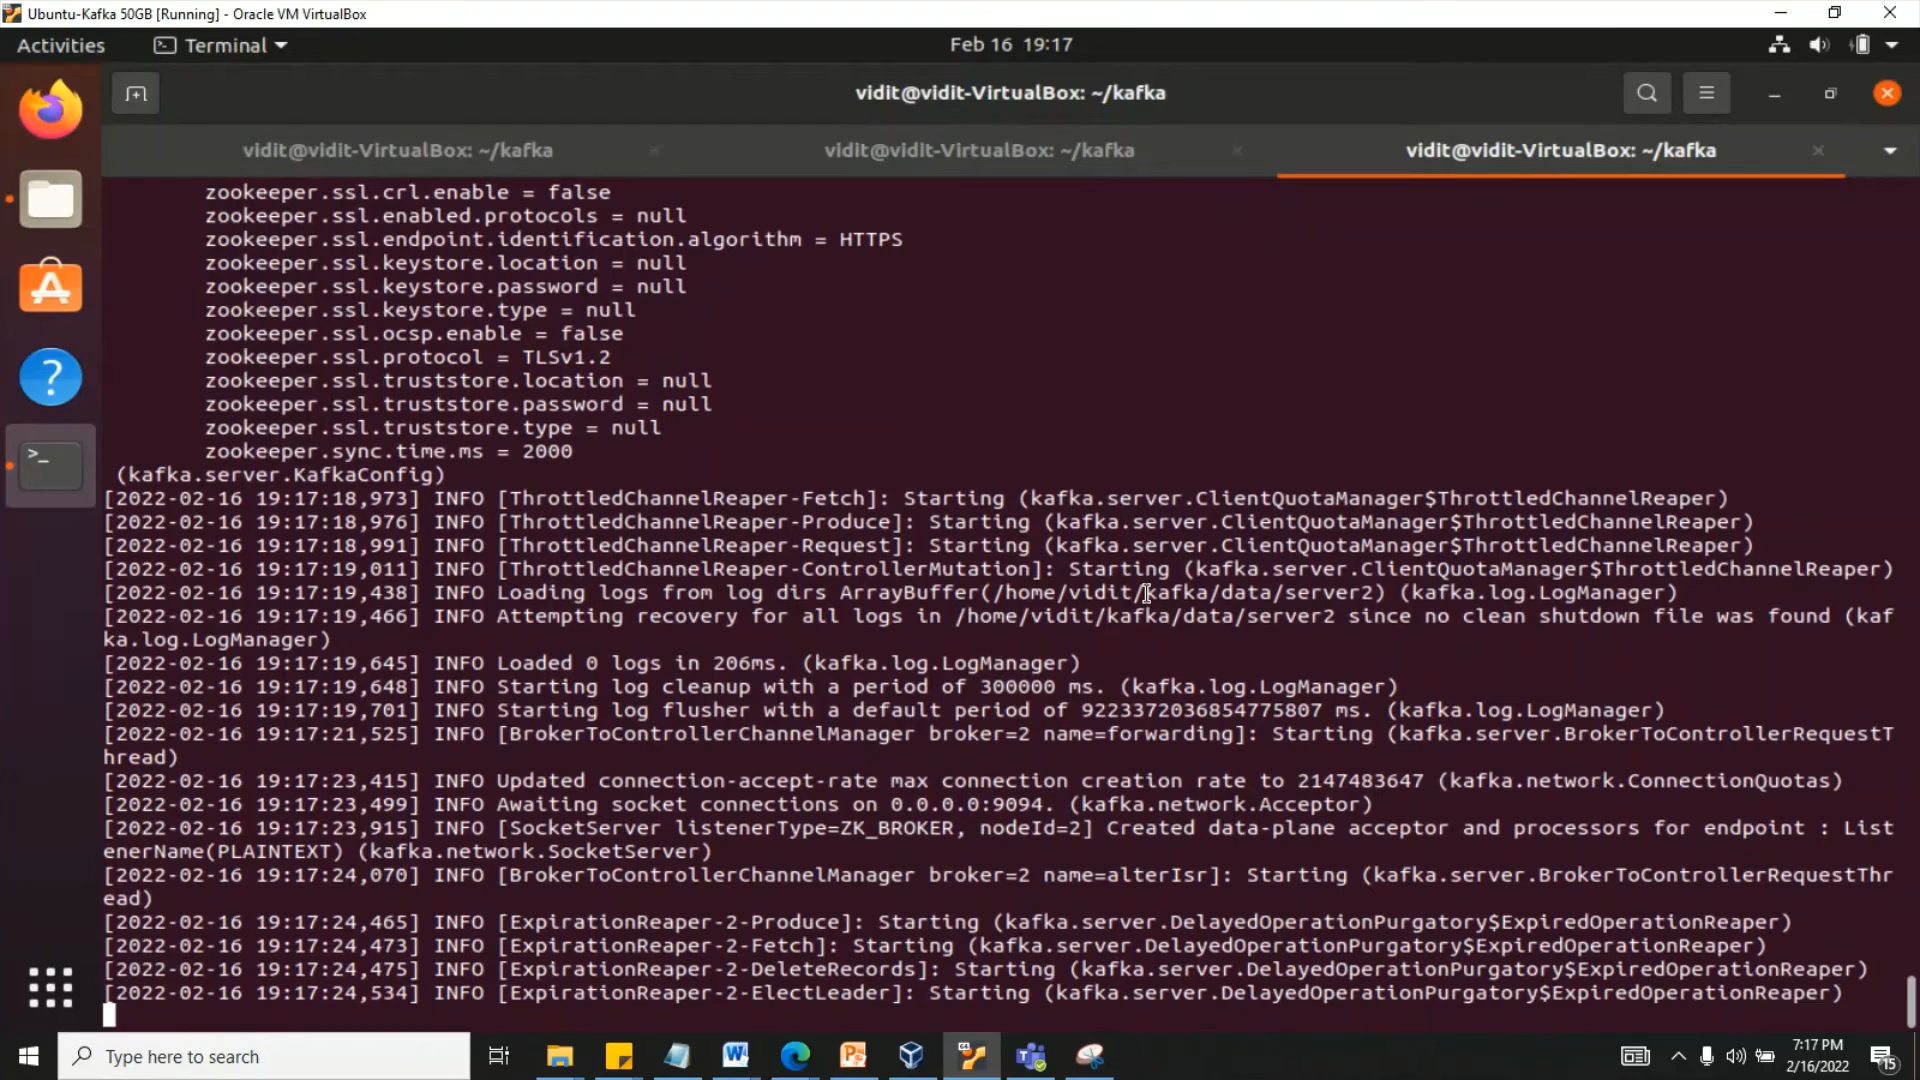 Ubuntu-Kafka 50GB [Running] - Oracle VM VirtualBox
Activities Terminal Feb 16 19:17
vidit@vidit-VirtualBox: ~/kafka
vidit@vidit-VirtualBox: ~/kafka vidit@vidit-VirtualBox: ~/kafka vidit@vidit-VirtualBox: ~/kafka
zookeeper.ssl.crl.enable = false
zookeeper.ssl.enabled.protocols = null
zookeeper.ssl.endpoint.identification.algorithm = HTTPS
zookeeper.ssl.keystore.location = null
zookeeper.ssl.keystore.password = null
zookeeper.ssl.keystore.type = null
zookeeper.ssl.ocsp.enable = false
zookeeper.ssl.protocol = TLSv1.2
zookeeper.ssl.truststore.location = null
zookeeper.ssl.truststore.password = null
zookeeper.ssl.truststore.type = null
zookeeper.sync.time.ms = 2000
(kafka.server.KafkaConfig)
[2022-02-16 19:17:18,973] INFO [ThrottledChannelReaper-Fetch]: Starting (kafka.server.ClientQuotaManager$ThrottledChannelReaper)
[2022-02-16 19:17:18,976] INFO [ThrottledChannelReaper-Produce]: Starting (kafka.server.ClientQuotaManager$ThrottledChannelReaper)
[2022-02-16 19:17:18,991] INFO [ThrottledChannelReaper-Request]: Starting (kafka.server.ClientQuotaManager$ThrottledChannelReaper)
[2022-02-16 19:17:19,011] INFO [ThrottledChannelReaper-ControllerMutation]: Starting (kafka.server.ClientQuotaManager$ThrottledChannelReaper)
[2022-02-16 19:17:19,438] INFO Loading logs from log dirs ArrayBuffer(/home/vidit/kafka/data/server2) (kafka.log.LogManager)
[2022-02-16 19:17:19,466] INFO Attempting recovery for all logs in /home/vidit/kafka/data/server2 since no clean shutdown file was found (kaf
ka.log.LogManager)
[2022-02-16 19:17:19,645] INFO Loaded 0 logs in 206ms. (kafka.log.LogManager)
[2022-02-16 19:17:19,648] INFO Starting log cleanup with a period of 300000 ms. (kafka.log.LogManager)
[2022-02-16 19:17:19,701] INFO Starting log flusher with a default period of 9223372036854775807 ms. (kafka.log.LogManager)
[2022-02-16 19:17:21,525] INFO [BrokerToControllerChannelManager broker=2 name=forwarding]: Starting (kafka.server.BrokerToControllerRequestT
hread)
[2022-02-16 19:17:23,415] INFO Updated connection-accept-rate max connection creation rate to 2147483647 (kafka.network.ConnectionQuotas)
[2022-02-16 19:17:23,499] INFO Awaiting socket connections on 0.0.0.0:9094. (kafka.network.Acceptor)
[2022-02-16 19:17:23,915] INFO [SocketServer listenerType=ZK_BROKER, nodeId=2] Created data-plane acceptor and processors for endpoint : List
enerName(PLAINTEXT) (kafka.network.SocketServer)
[2022-02-16 19:17:24,070] INFO [BrokerToControllerChannelManager broker=2 name=alterIsr]: Starting (kafka.server.BrokerToControllerRequestThr
ead)
[2022-02-16 19:17:24,465] INFO [ExpirationReaper-2-Produce]: Starting (kafka.server.DelayedOperationPurgatory$ExpiredOperationReaper)
[2022-02-16 19:17:24,473] INFO [ExpirationReaper-2-Fetch]: Starting (kafka.server.DelayedOperationPurgatory$ExpiredOperationReaper)
[2022-02-16 19:17:24,475] INFO [ExpirationReaper-2-DeleteRecords]: Starting (kafka.server.DelayedOperationPurgatory$ExpiredOperationReaper)
[2022-02-16 19:17:24,534] INFO [ExpirationReaper-2-ElectLeader]: Starting (kafka.server.DelayedOperationPurgatory$ExpiredOperationReaper)
Type here to search
7:17 PM
2/16/2022
15